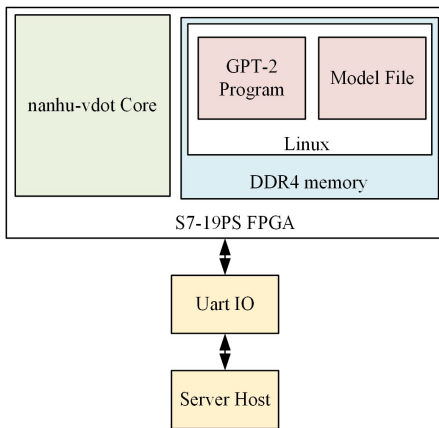 nanhu-vdot Core
GPT-2
Program
Model File
Linux
DDR4 memory
S7-19PS FPGA
Uart IO
Server Host